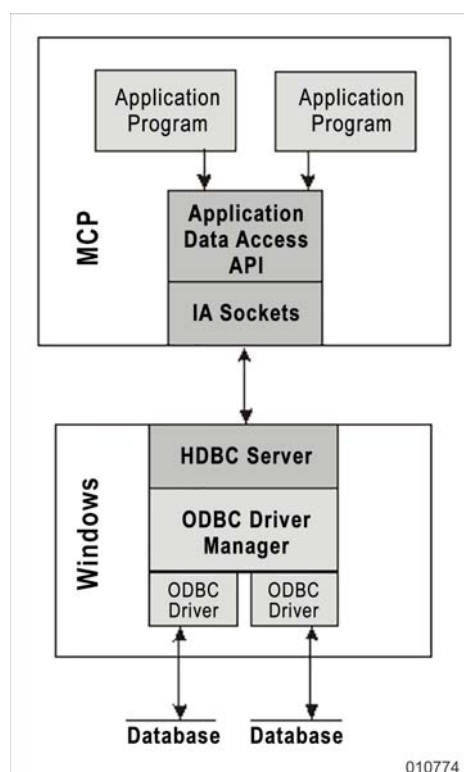 Application
Program
Application
Program
MCP
Application
Data Access
API
IA Sockets
Windows
HDBC Server
ODBC Driver
Manager
ODBC
Driver
ODBC
Driver
Database
Database
010774